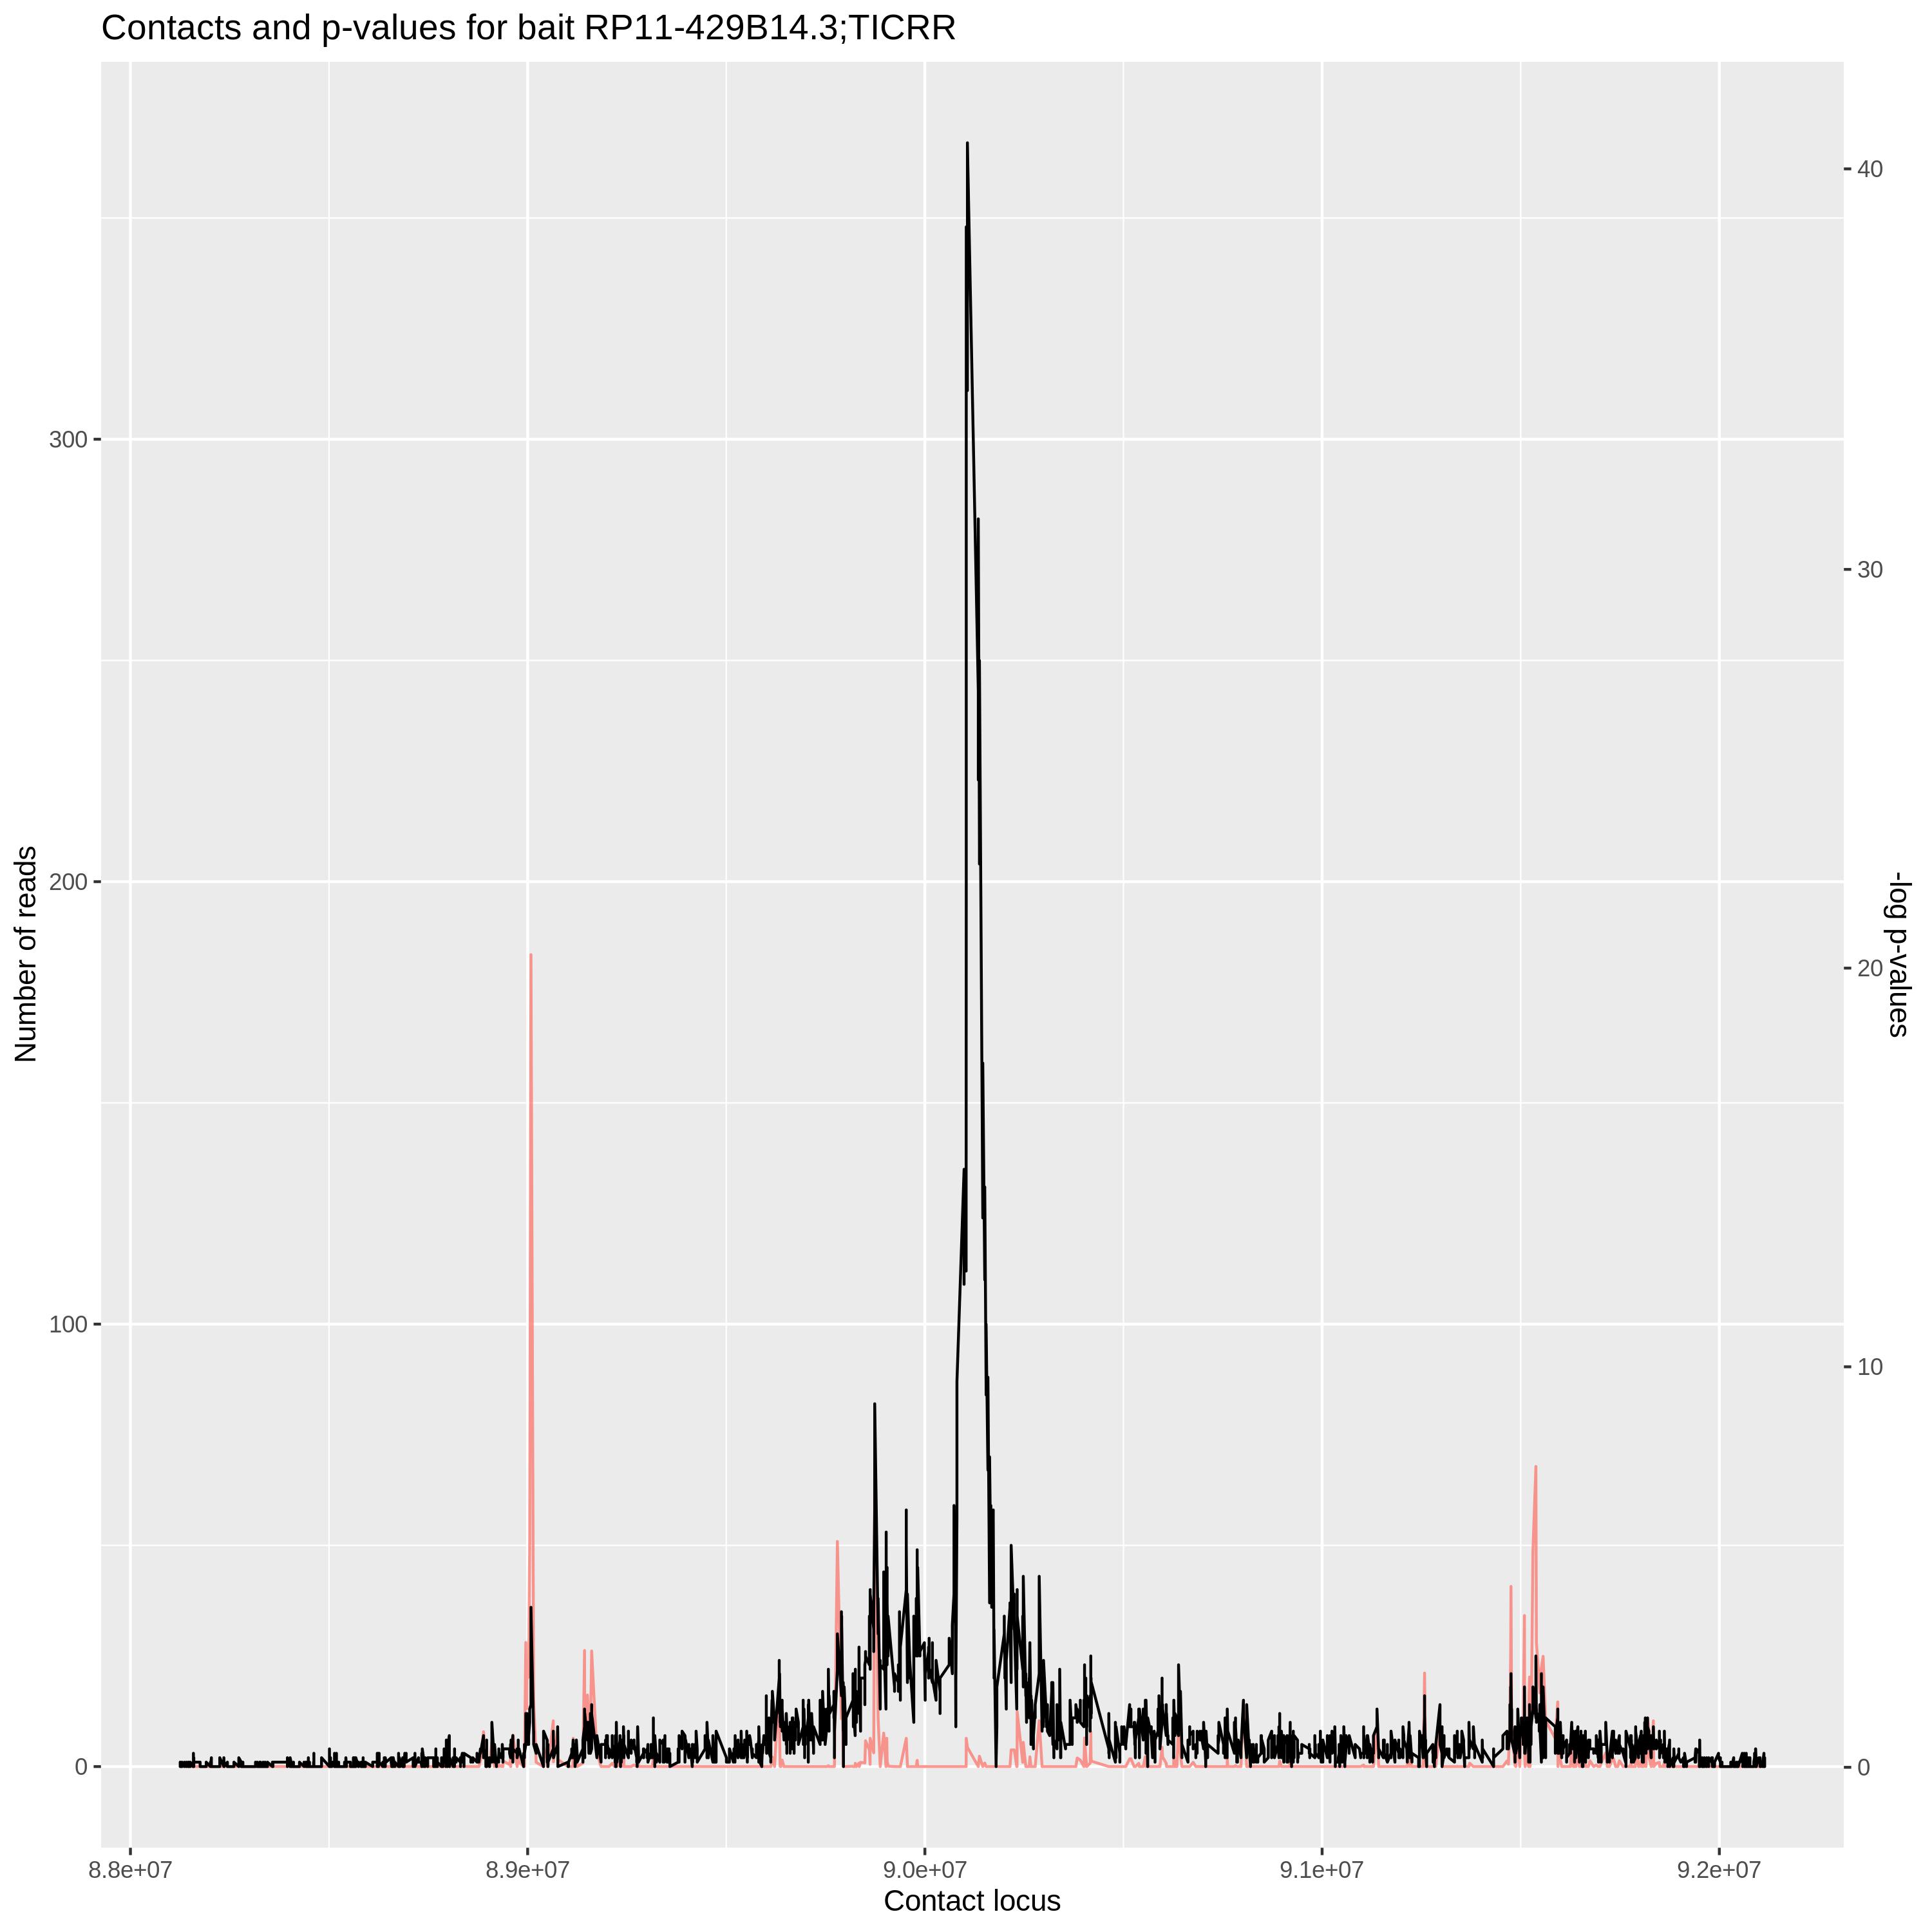 Contacts and p-values for bait RP11-429B14.3;TICRR
Number of reads
300
200
100
0
40
30
20
10
0
-log p-values
8.8e+07 8.9e+07 9.0e+07 9.1e+07 9.2e+07
Contact locus